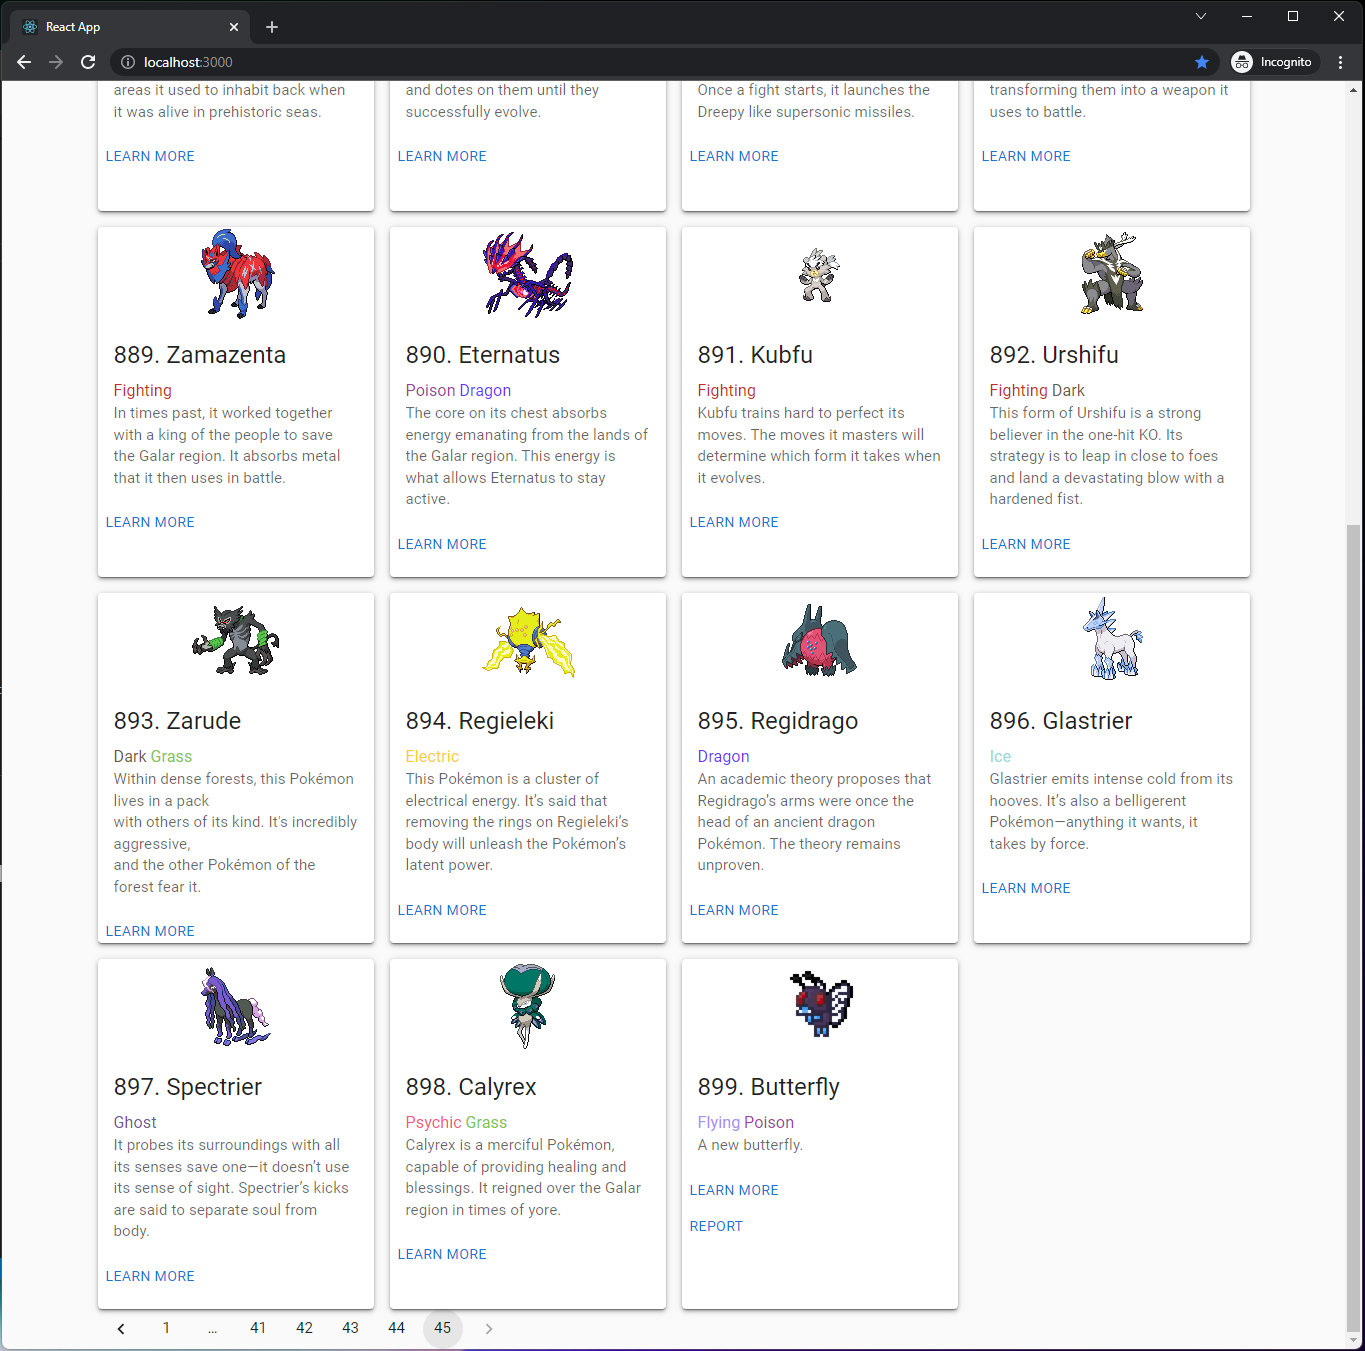 React App
localhost:3000
Incognito
areas it used to inhabit back when
it was alive in prehistoric seas.
LEARN MORE
and dotes on them until they
successfully evolve.
LEARN MORE
Once a fight starts, it launches the
Dreepy like supersonic missiles.
LEARN MORE
transforming them into a weapon it
uses to battle.
LEARN MORE
889. Zamazenta
Fighting
In times past, it worked together
with a king of the people to save
the Galar region. It absorbs metal
that it then uses in battle.
LEARN MORE
890. Eternatus
Poison Dragon
The core on its chest absorbs
energy emanating from the lands of
the Galar region. This energy is
what allows Eternatus to stay
active.
LEARN MORE
891. Kubfu
Fighting
Kubfu trains hard to perfect its
moves. The moves it masters will
determine which form it takes when
it evolves.
LEARN MORE
892. Urshifu
Fighting Dark
This form of Urshifu is a strong
believer in the one-hit KO. Its
strategy is to leap in close to foes
and land a devastating blow with a
hardened fist.
LEARN MORE
893. Zarude
Dark Grass
Within dense forests, this Pokémon
lives in a pack
with others of its kind. It's incredibly
aggressive,
and the other Pokémon of the
forest fear it.
LEARN MORE
894. Regieleki
Electric
This Pokémon is a cluster of
electrical energy. It’s said that
removing the rings on Regieleki’s
body will unleash the Pokémon’s
latent power.
LEARN MORE
895. Regidrago
Dragon
An academic theory proposes that
Regidrago’s arms were once the
head of an ancient dragon
Pokémon. The theory remains
unproven.
LEARN MORE
896. Glastrier
Ice
Glastrier emits intense cold from its
hooves. It’s also a belligerent
Pokémon—anything it wants, it
takes by force.
LEARN MORE
897. Spectrier
Ghost
It probes its surroundings with all
its senses save one—it doesn’t use
its sense of sight. Spectrier’s kicks
are said to separate soul from
body.
LEARN MORE
898. Calyrex
Psychic Grass
Calyrex is a merciful Pokémon,
capable of providing healing and
blessings. It reigned over the Galar
region in times of yore.
LEARN MORE
899. Butterfly
Flying Poison
A new butterfly.
LEARN MORE
REPORT
1 ... 41 42 43 44 45